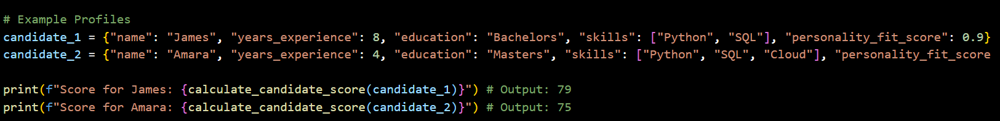 # Example Profiles
candidate_1 = {"name": "James", "years_experience": 8, "education": "Bachelors", "skills": ["Python", "SQL"], "personality_fit_score": 0.9}
candidate_2 = {"name": "Amara", "years_experience": 4, "education": "Masters", "skills": ["Python", "SQL", "Cloud"], "personality_fit_score
print(f"Score for James: {calculate_candidate_score(candidate_1)}") # Output: 79
print(f"Score for Amara: {calculate_candidate_score(candidate_2)}") # Output: 75